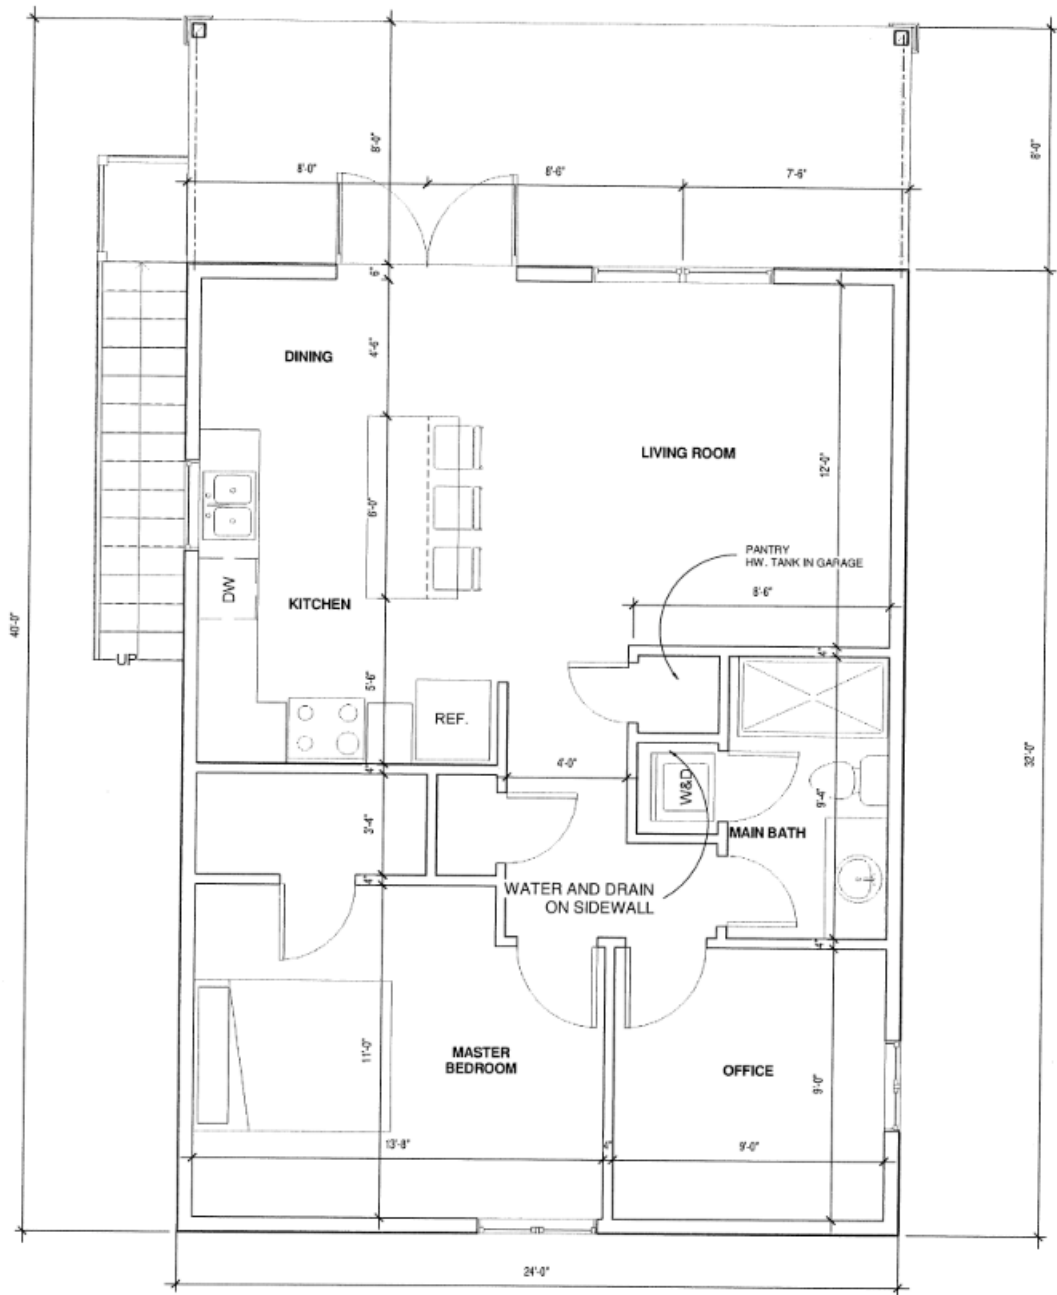 8'-0"
8'-0"
8'-0"
8'-6"
7'-6"
6"
4'-6"
DINING
LIVING ROOM
12'-0"
6'-0"
PANTRY
HW. TANK IN GARAGE
8'-6"
DW
KITCHEN
40'-0"
UP
4"
5'-6"
REF.
4'-0"
4"
W&D
9'-4"
32'-0"
3'-4"
MAIN BATH
4"
WATER AND DRAIN
ON SIDEWALL
4"
11'-0"
MASTER
BEDROOM
OFFICE
9'-0"
13'-8"
4"
9'-0"
24'-0"